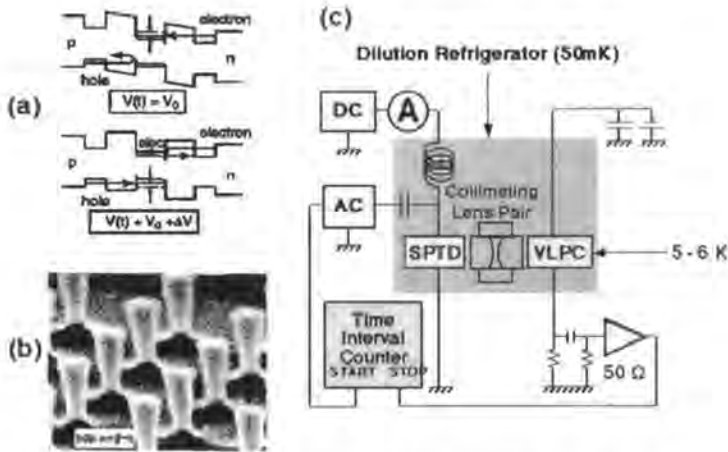 (a)
electron
p
n
hole
V(t) = V₀
electron
p
n
hole
V(t) + V₀ + ΔV
(b)
(c)
Dilution Refrigerator (50mK)
DC
A
AC
Collimating
Lens Pair
SPTD
VLPC
5 - 6 K
Time
Interval
Counter
START STOP
50 Ω